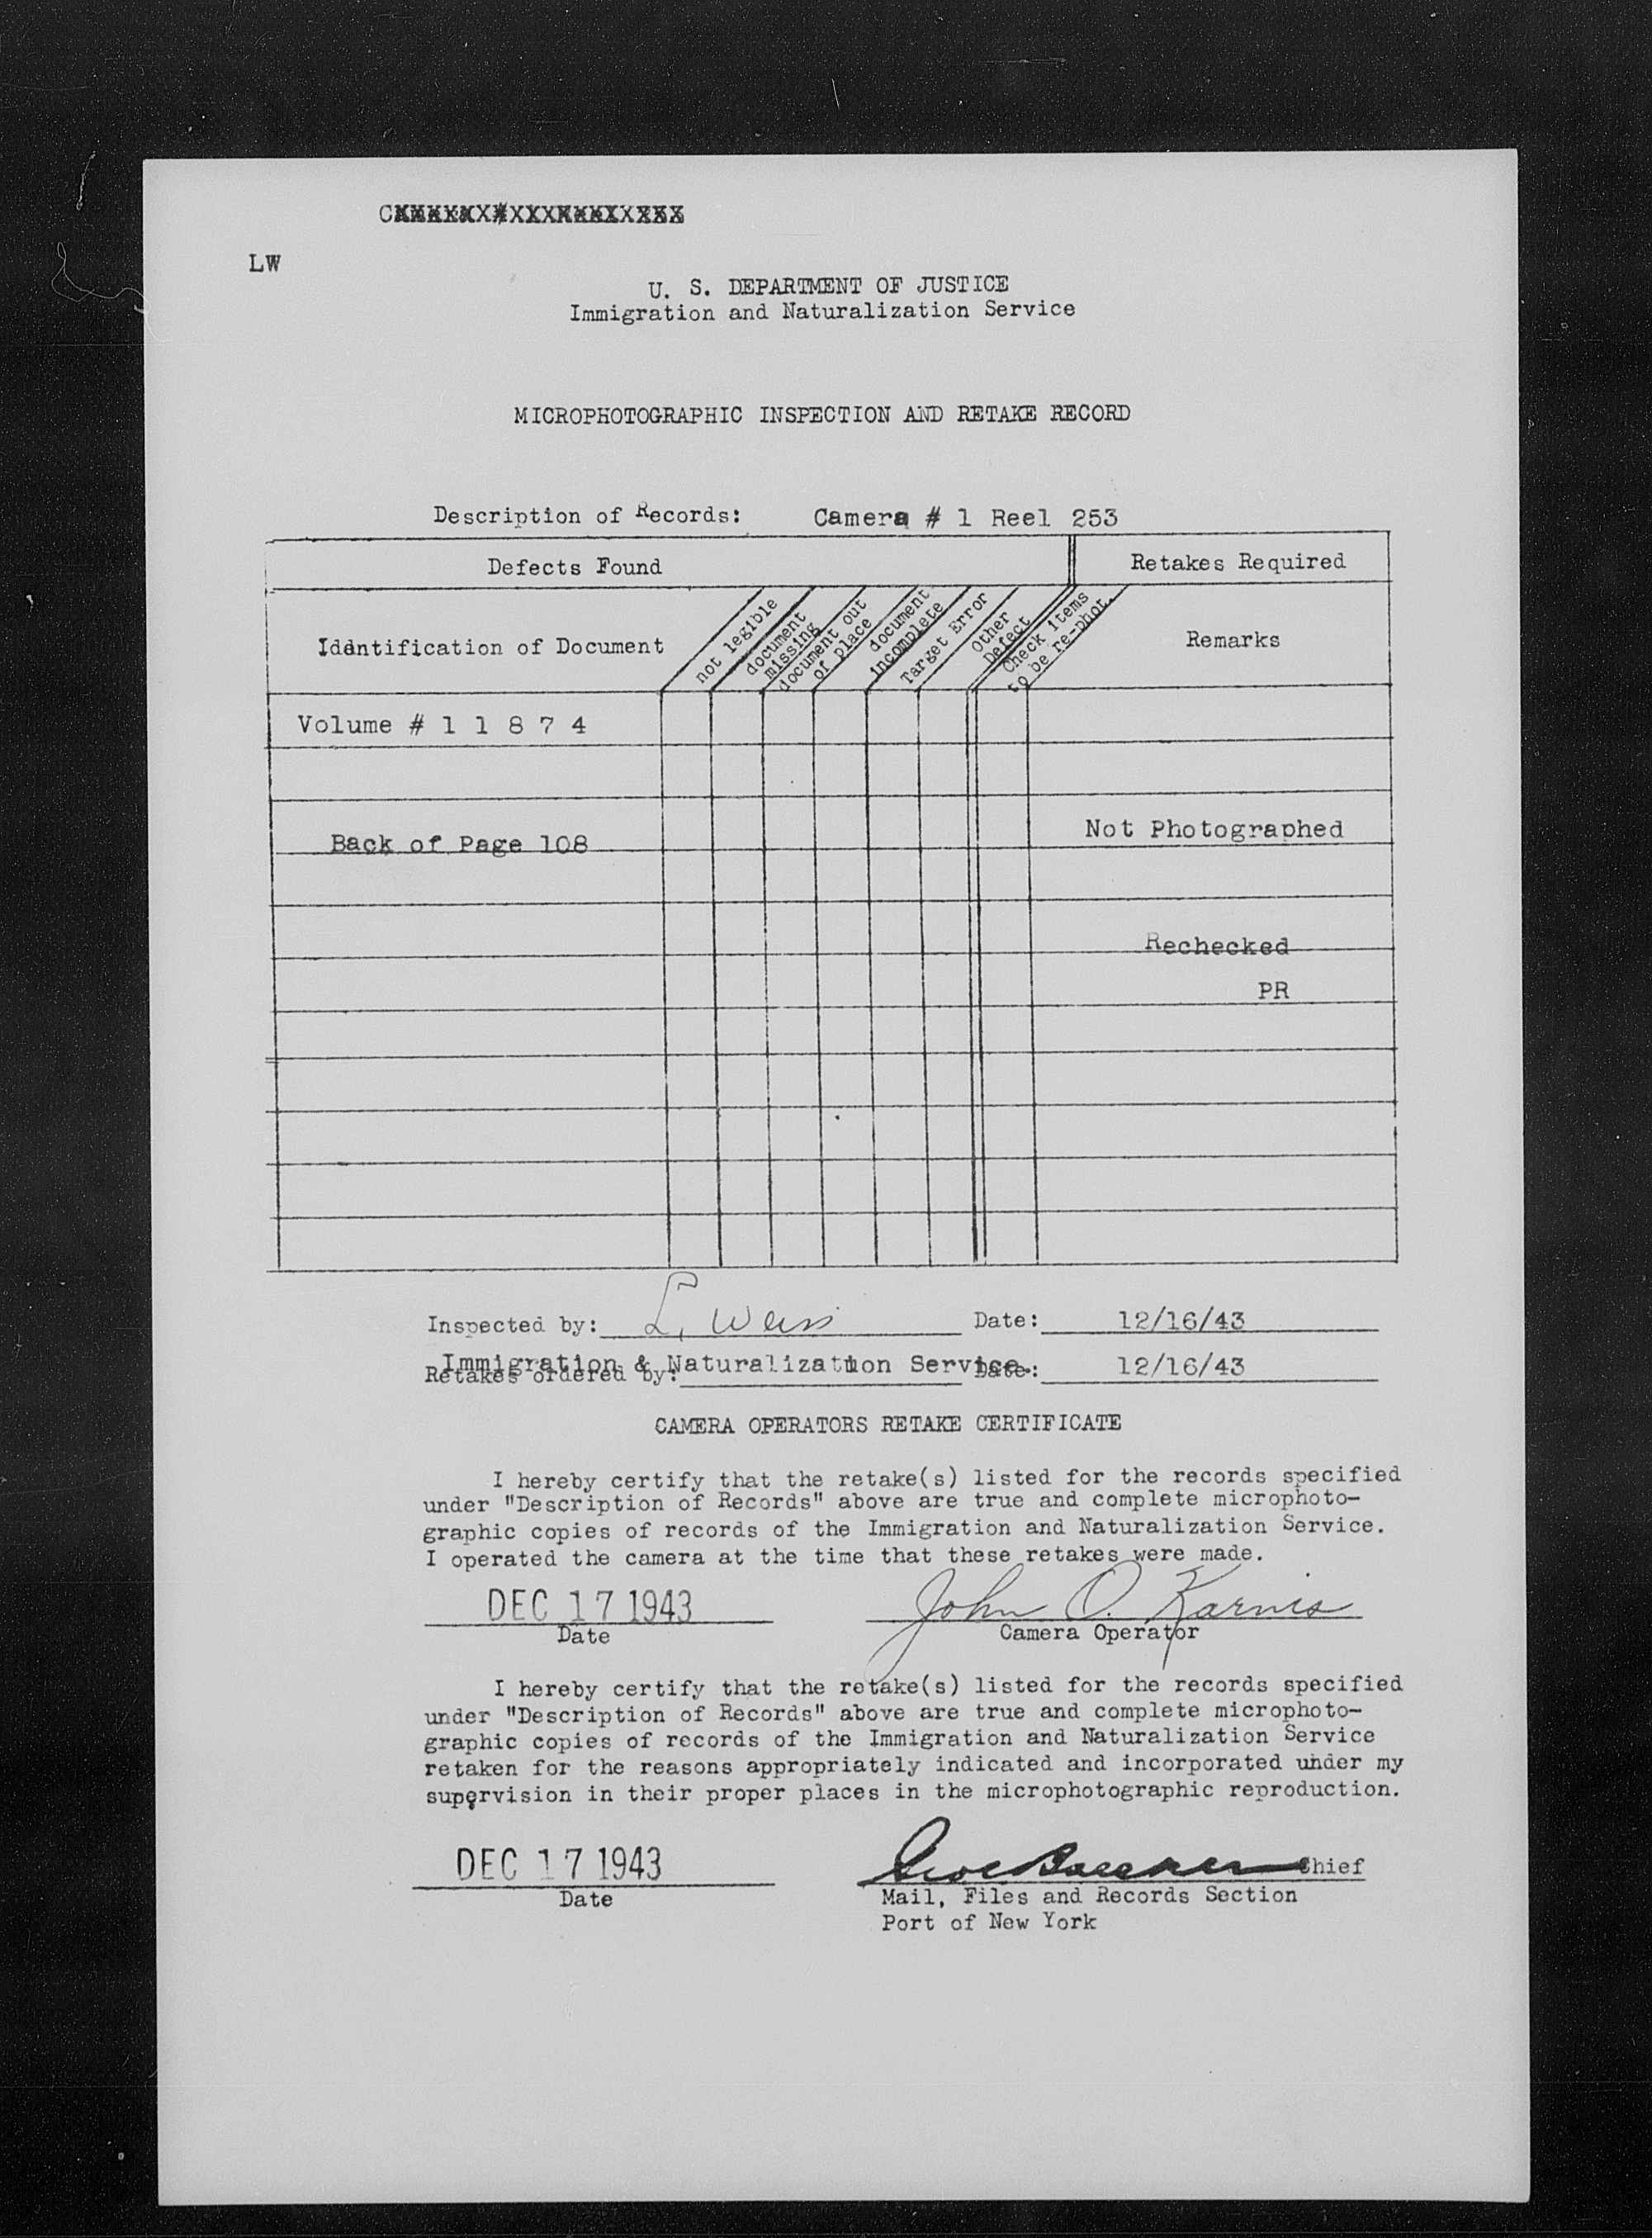 LW
U. S. DEPARTMENT OF JUSTICE
Immigration and Naturalization Service
MICROPHOTOGRAPHIC INSPECTION AND RETAKE RECORD
Description of Records: Camera # 1 Reel 253
Defects Found
Retakes Required
Identification of Document
not legible
document missing
document out of place
document incomplete
Target Error
Other Defect
Check items to be re-phot.
Remarks
Volume # 1 1 8 7 4
Back of Page 108
Not Photographed
Rechecked
PR
Inspected by: L. Weiss Date: 12/16/43
Retakes ordered by: Immigration & Naturalization Service. Date: 12/16/43
CAMERA OPERATORS RETAKE CERTIFICATE
I hereby certify that the retake(s) listed for the records specified
under "Description of Records" above are true and complete microphoto-
graphic copies of records of the Immigration and Naturalization Service.
I operated the camera at the time that these retakes were made.
DEC 17 1943 John O. Karnis
Date Camera Operator
I hereby certify that the retake(s) listed for the records specified
under "Description of Records" above are true and complete microphoto-
graphic copies of records of the Immigration and Naturalization Service
retaken for the reasons appropriately indicated and incorporated under my
supervision in their proper places in the microphotographic reproduction.
DEC 17 1943 Chief
Date Mail, Files and Records Section
Port of New York